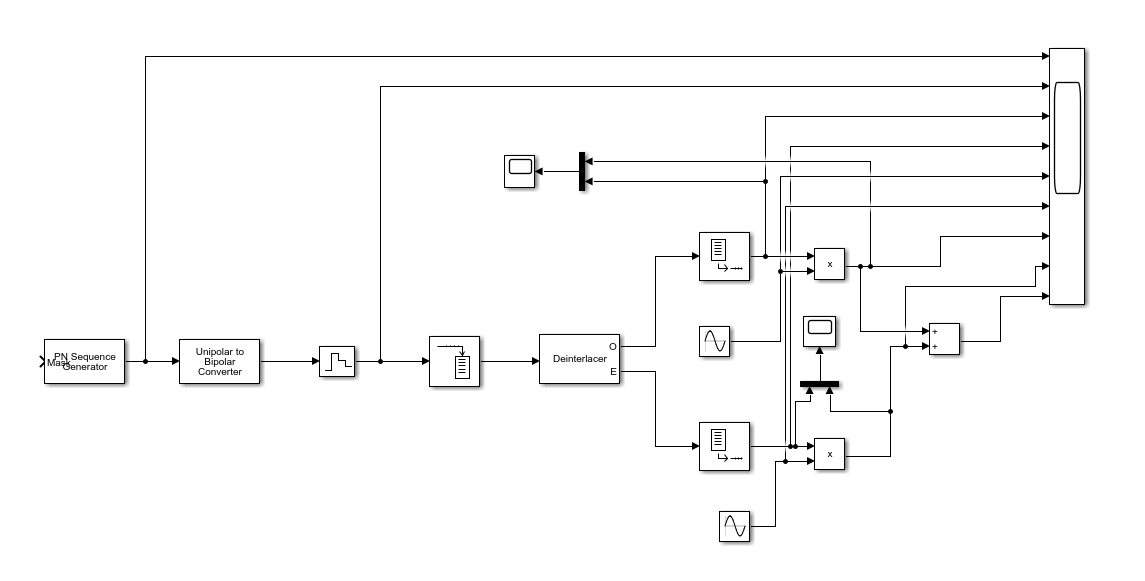 x
+
+
O
Deinterlacer
E
PN Sequence
Generator
Mask
Unipolar to
Bipolar
Converter
x